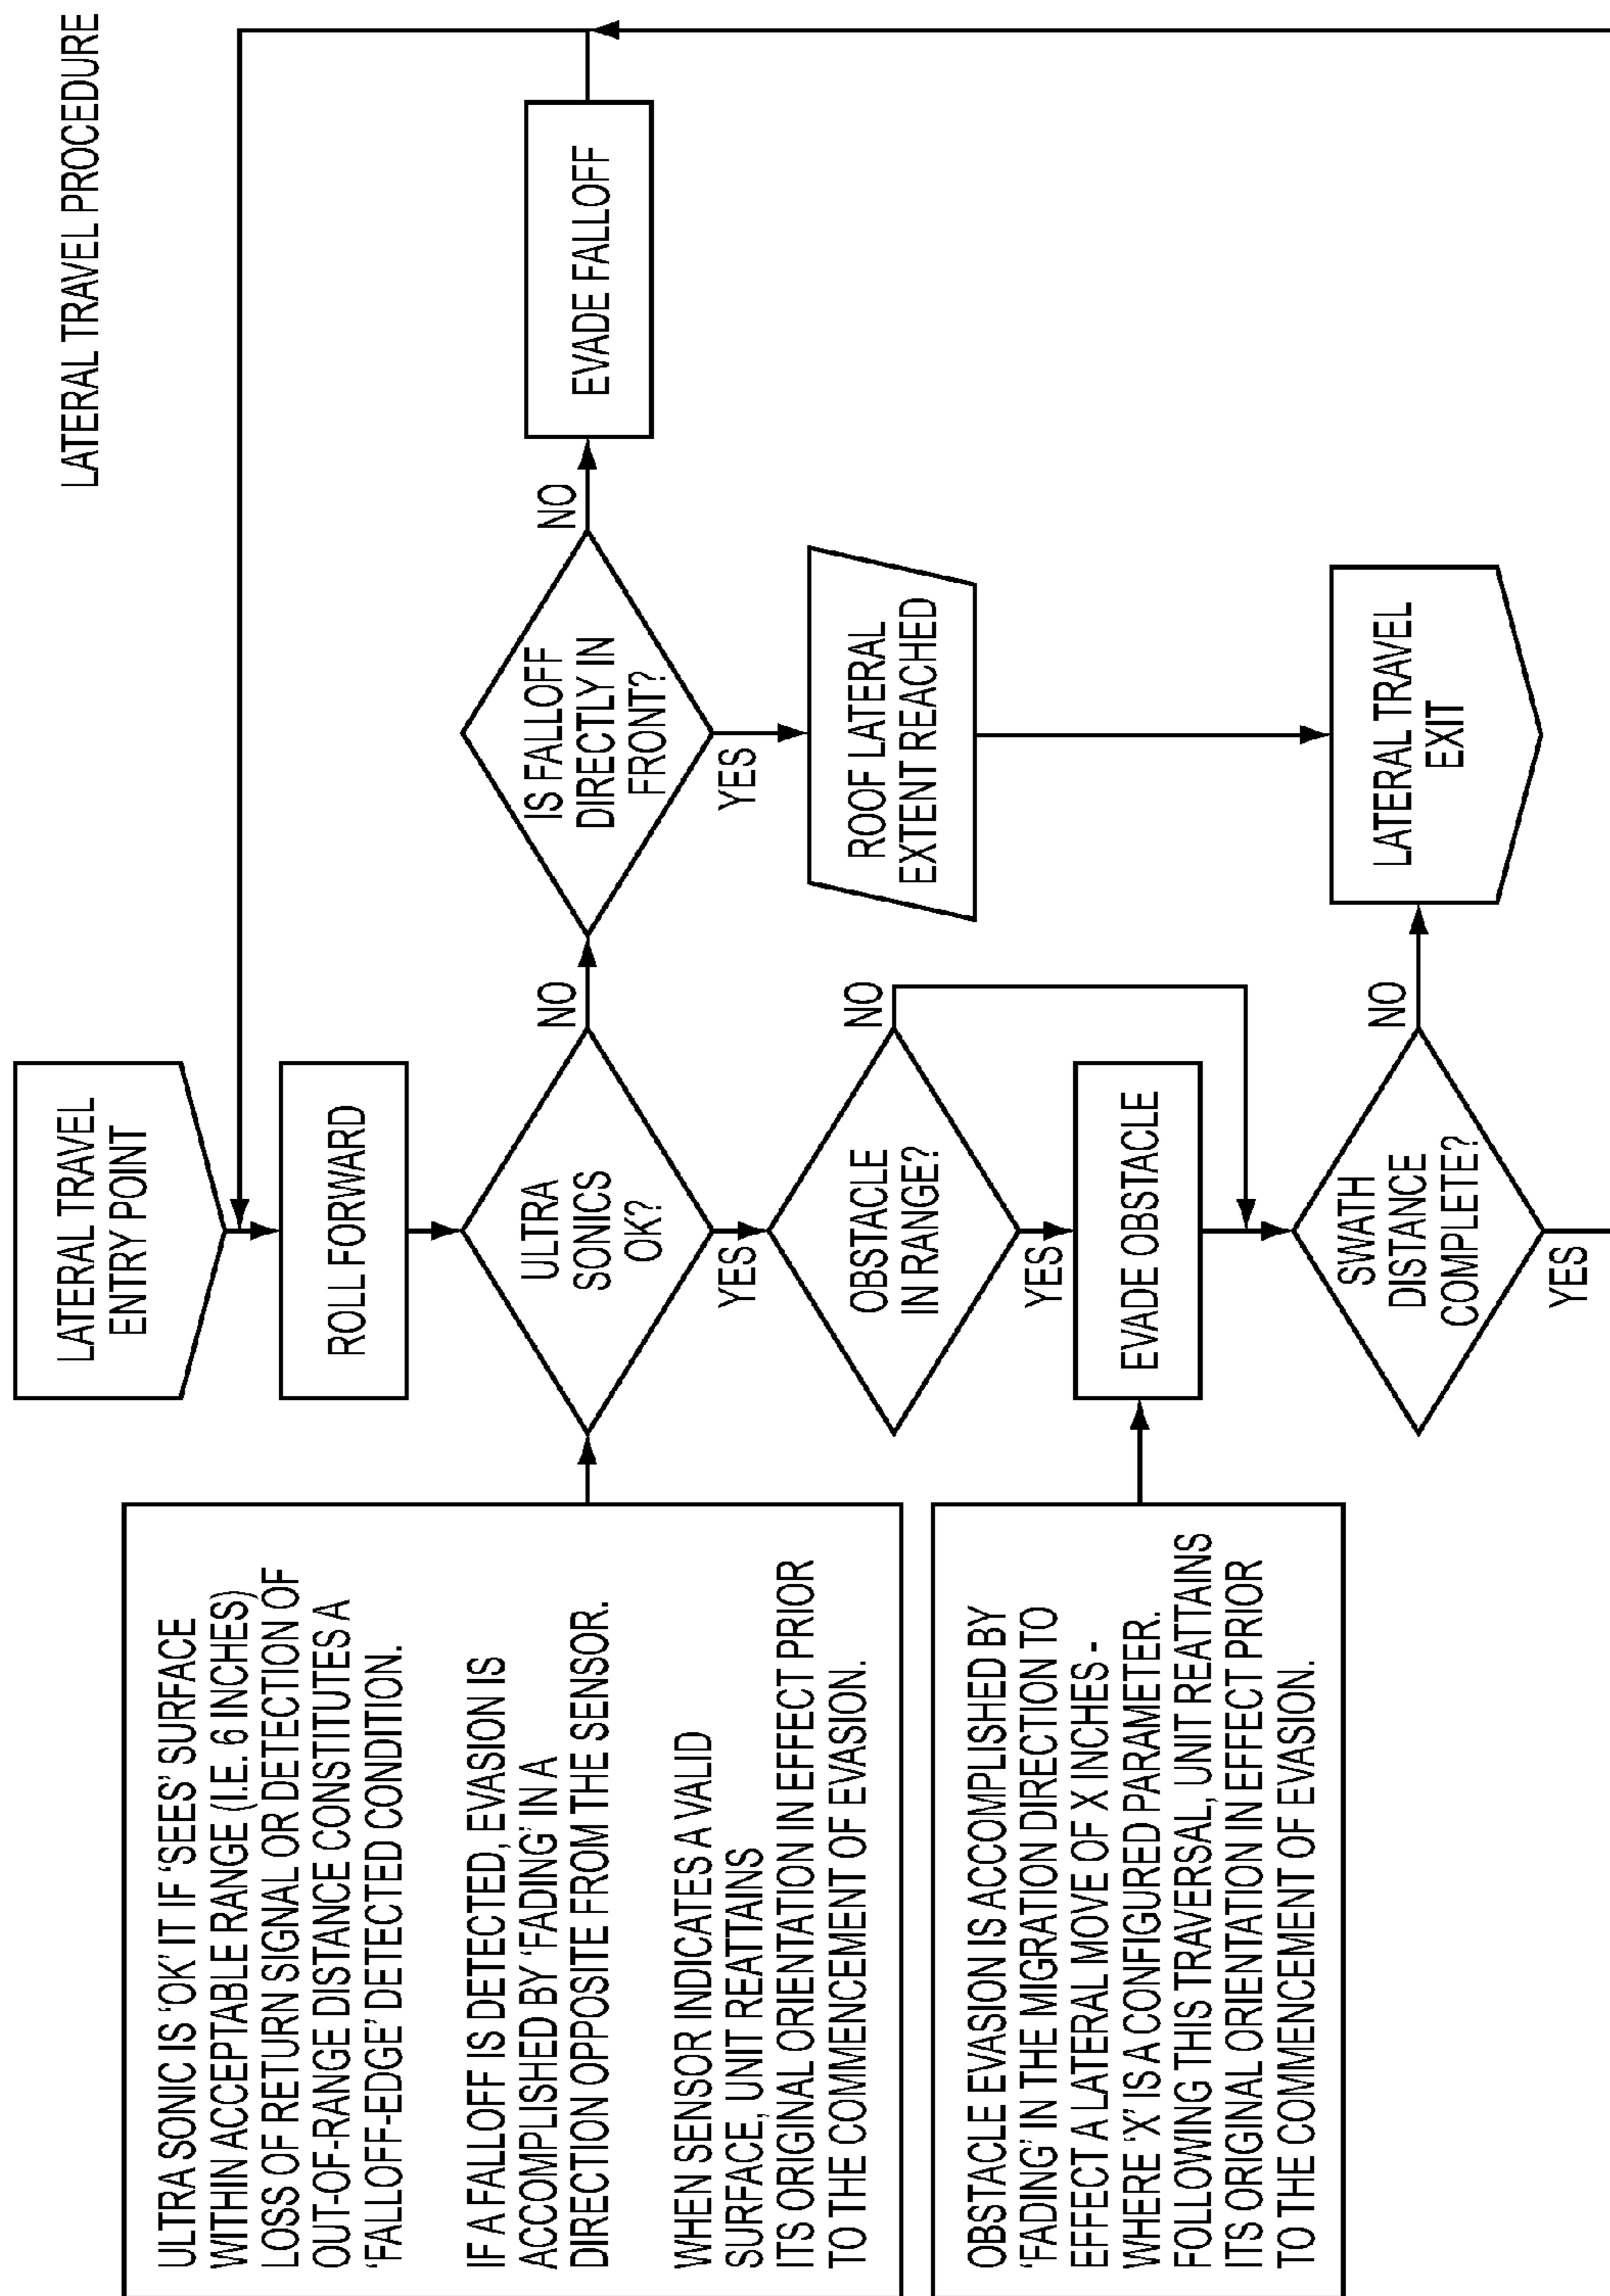 LATERAL TRAVEL PROCEDURE
LATERAL TRAVEL
ENTRY POINT
ROLL FORWARD
ULTRA SONIC IS 'OK' IT IF 'SEES' SURFACE
WITHIN ACCEPTABLE RANGE (I.E. 6 INCHES)
LOSS OF RETURN SIGNAL OR DETECTION OF
OUT-OF-RANGE DISTANCE CONSTITUTES A
'FALLOFF-EDGE' DETECTED CONDITION.
IF A FALLOFF IS DETECTED, EVASION IS
ACCOMPLISHED BY 'FADING' IN A
DIRECTION OPPOSITE FROM THE SENSOR.
WHEN SENSOR INDICATES A VALID
SURFACE, UNIT REATTAINS
ITS ORIGINAL ORIENTATION IN EFFECT PRIOR
TO THE COMMENCEMENT OF EVASION.
ULTRA
SONICS
OK?
NO
YES
IS FALLOFF
DIRECTLY IN
FRONT?
NO
YES
EVADE FALLOFF
ROOF LATERAL
EXTENT REACHED
OBSTACLE
IN RANGE?
NO
YES
OBSTACLE EVASION IS ACCOMPLISHED BY
'FADING' IN THE MIGRATION DIRECTION TO
EFFECT A LATERAL MOVE OF X INCHES -
WHERE 'X' IS A CONFIGURED PARAMETER.
FOLLOWING THIS TRAVERSAL, UNIT REATTAINS
ITS ORIGINAL ORIENTATION IN EFFECT PRIOR
TO THE COMMENCEMENT OF EVASION.
EVADE OBSTACLE
SWATH
DISTANCE
COMPLETE?
NO
YES
LATERAL TRAVEL
EXIT